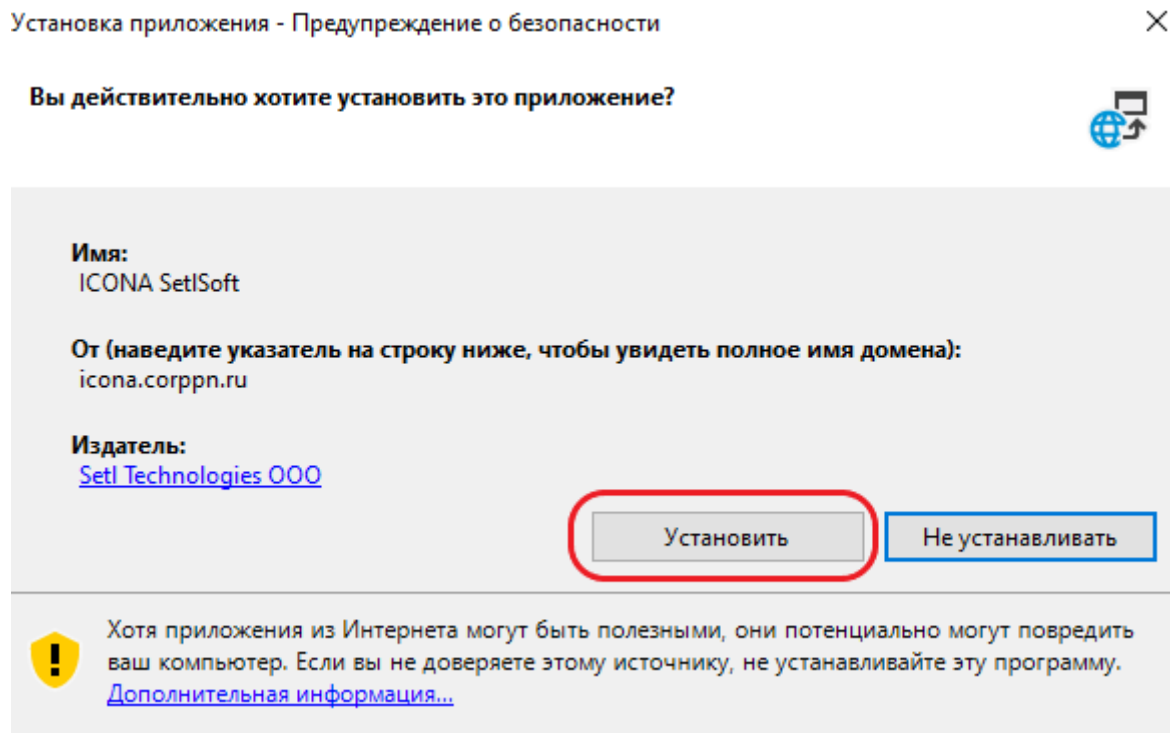 Установка приложения - Предупреждение о безопасности
Вы действительно хотите установить это приложение?
Имя:
ICONA SetlSoft
От (наведите указатель на строку ниже, чтобы увидеть полное имя домена):
icona.corppn.ru
Издатель:
Setl Technologies OOO
Установить
Не устанавливать
Хотя приложения из Интернета могут быть полезными, они потенциально могут повредить
ваш компьютер. Если вы не доверяете этому источнику, не устанавливайте эту программу.
Дополнительная информация...